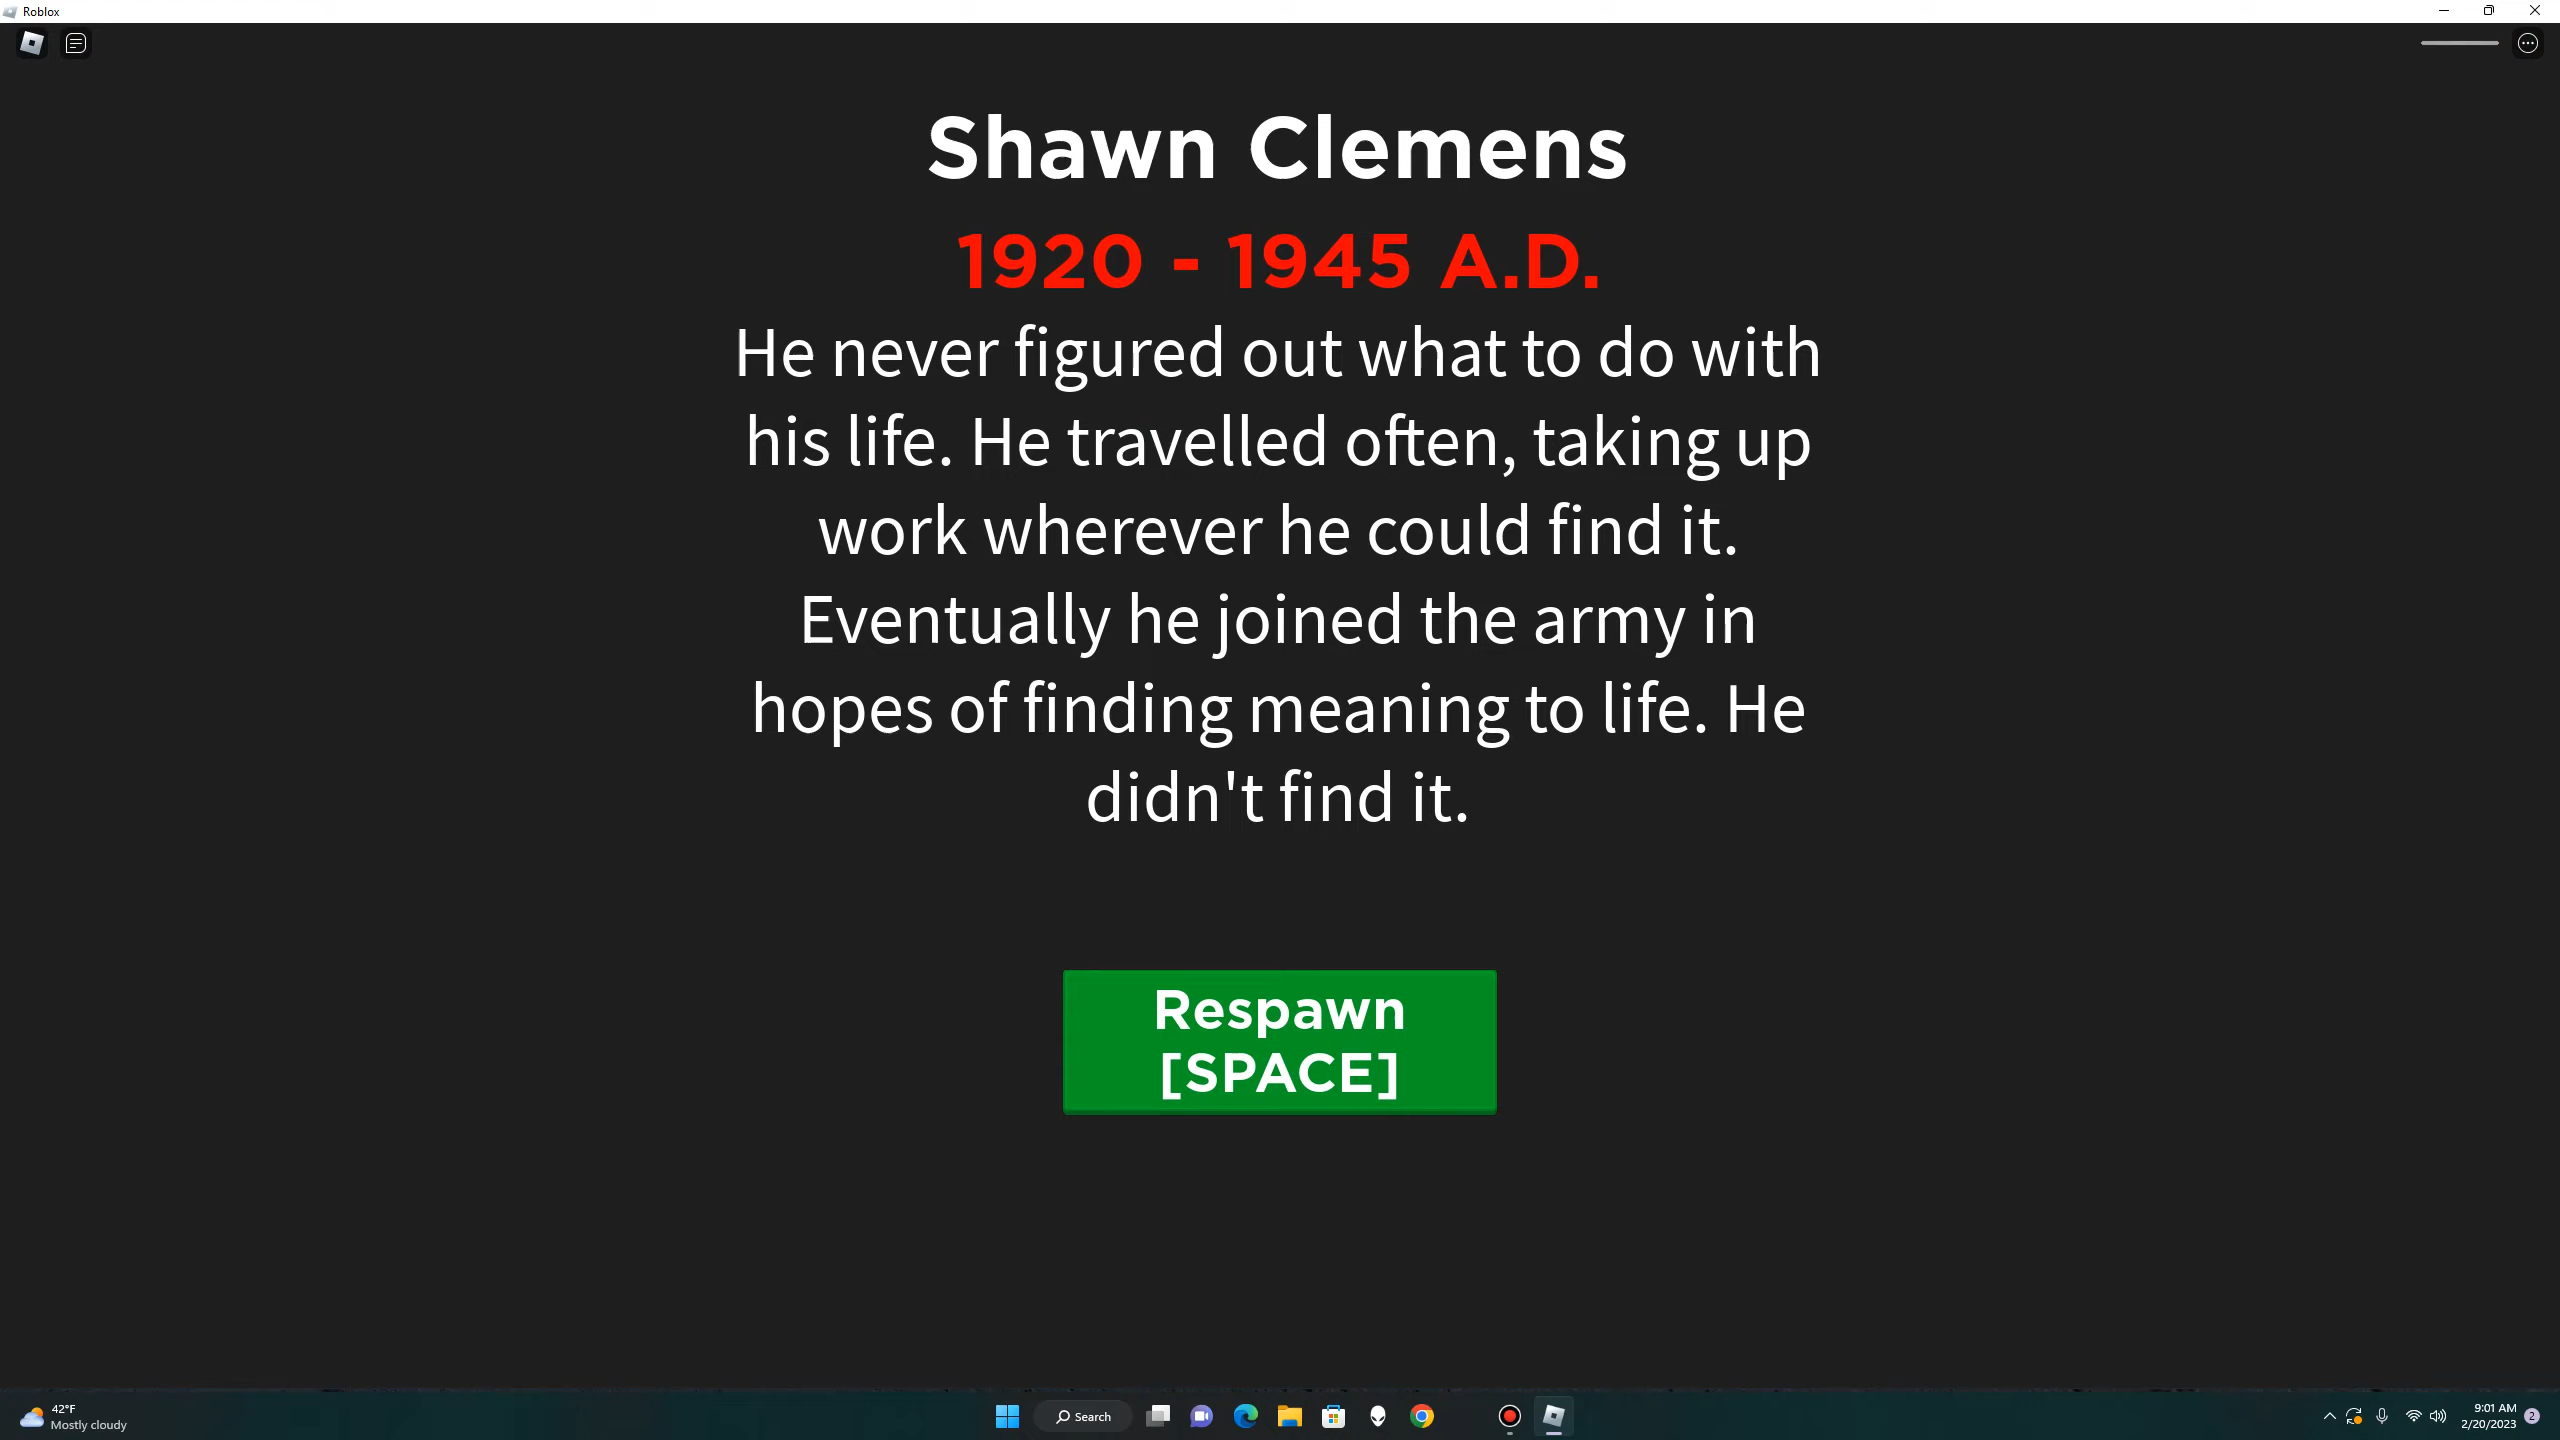 Roblox
Shawn Clemens
1920 - 1945 A.D.
He never figured out what to do with
his life. He travelled often, taking up
work wherever he could find it.
Eventually he joined the army in
hopes of finding meaning to life. He
didn't find it.
Respawn
[SPACE]
42°F
Mostly cloudy
Search
9:01 AM
2/20/2023
2